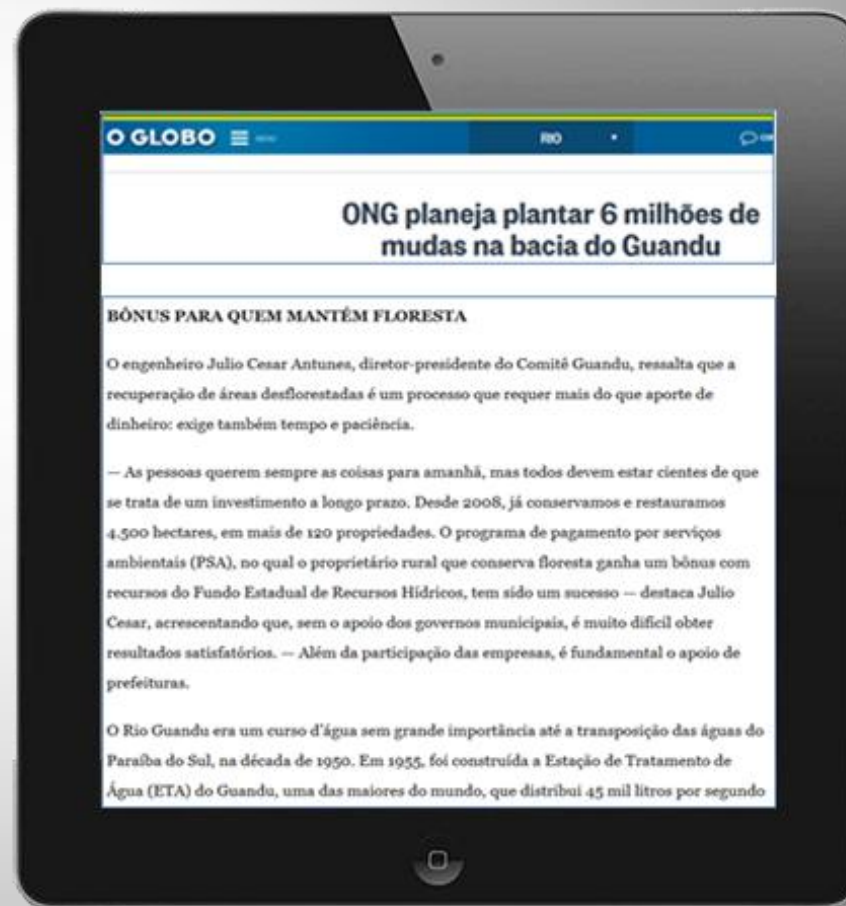 O GLOBO
RIO
ONG planeja plantar 6 milhões de
mudas na bacia do Guandu
BÔNUS PARA QUEM MANTÉM FLORESTA
O engenheiro Julio Cesar Antunes, diretor-presidente do Comitê Guandu, ressalta que a
recuperação de áreas desflorestadas é um processo que requer mais do que aporte de
dinheiro: exige também tempo e paciência.
— As pessoas querem sempre as coisas para amanhã, mas todos devem estar cientes de que
se trata de um investimento a longo prazo. Desde 2008, já conservamos e restauramos
4.500 hectares, em mais de 120 propriedades. O programa de pagamento por serviços
ambientais (PSA), no qual o proprietário rural que conserva floresta ganha um bônus com
recursos do Fundo Estadual de Recursos Hídricos, tem sido um sucesso — destaca Julio
Cesar, acrescentando que, sem o apoio dos governos municipais, é muito difícil obter
resultados satisfatórios. — Além da participação das empresas, é fundamental o apoio de
prefeituras.
O Rio Guandu era um curso d'água sem grande importância até a transposição das águas do
Paraíba do Sul, na década de 1950. Em 1955, foi construída a Estação de Tratamento de
Água (ETA) do Guandu, uma das maiores do mundo, que distribui 45 mil litros por segundo